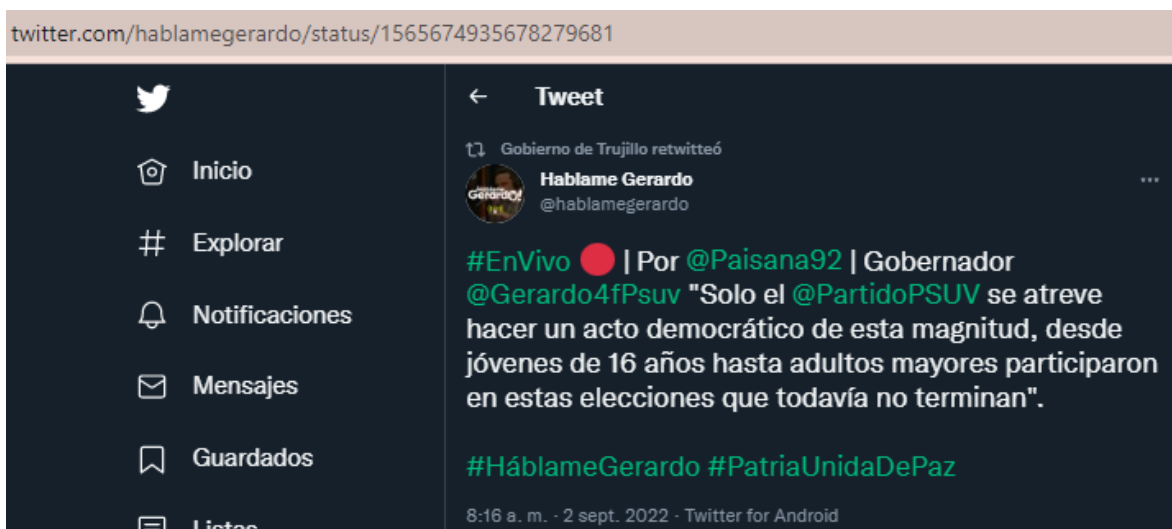 twitter.com/hablamegerardo/status/1565674935678279681
Inicio
Explorar
Notificaciones
Mensajes
Guardados
Listas
Tweet
Gobierno de Trujillo retwitteó
Hablame Gerardo
@hablamegerardo
#EnVivo 🔴 | Por @Paisana92 | Gobernador
@Gerardo4fPsuv "Solo el @PartidoPSUV se atreve
hacer un acto democrático de esta magnitud, desde
jóvenes de 16 años hasta adultos mayores participaron
en estas elecciones que todavía no terminan".
#HáblameGerardo #PatriaUnidaDePaz
8:16 a. m. · 2 sept. 2022 · Twitter for Android